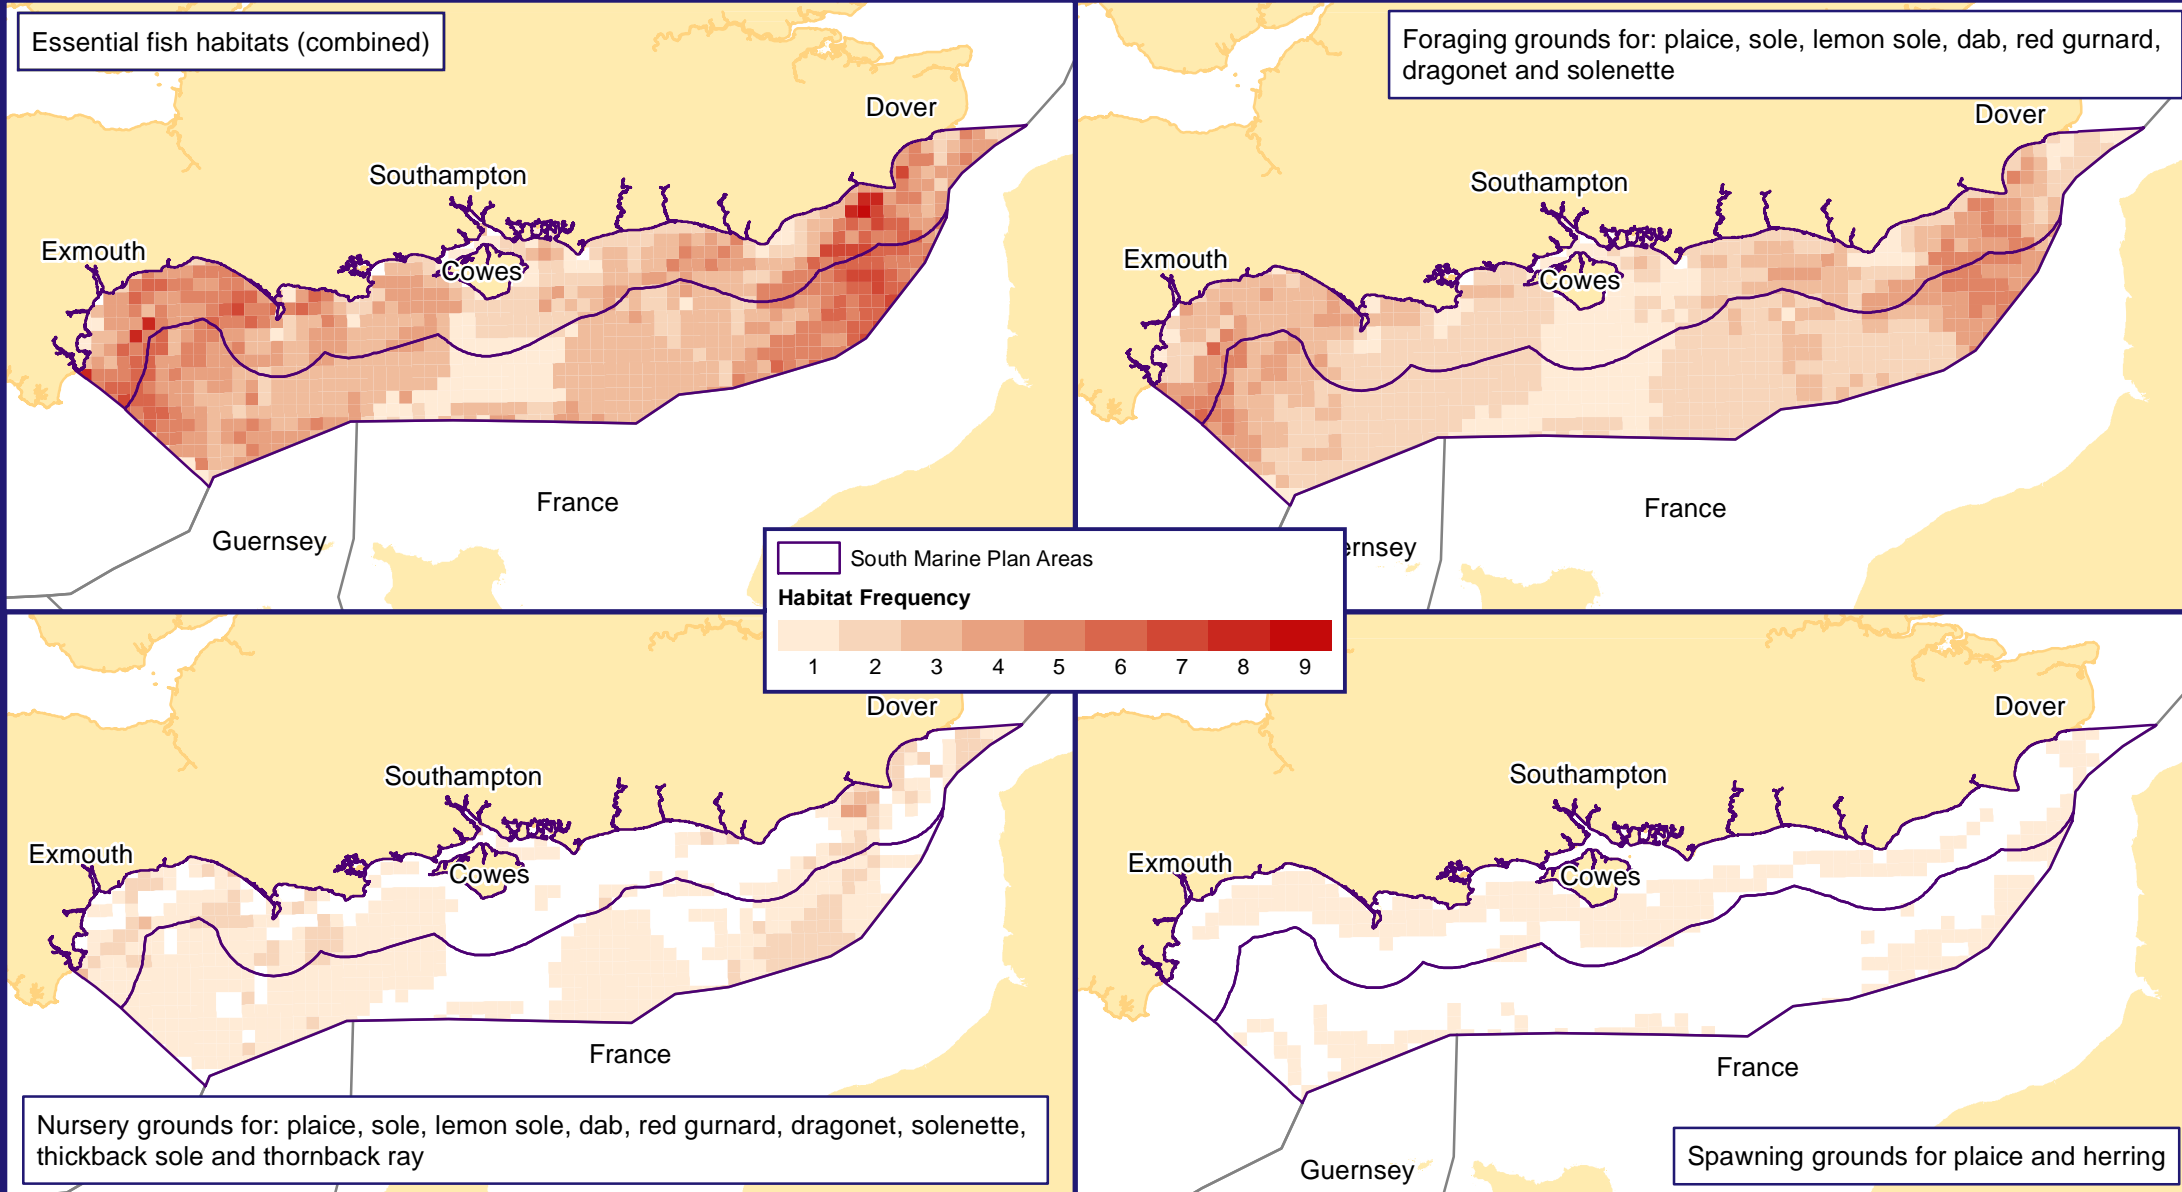 Essential fish habitats (combined)
Dover
Southampton
Exmouth
Cowes
France
Guernsey
Foraging grounds for: plaice, sole, lemon sole, dab, red gurnard,
dragonet and solenette
Dover
Southampton
Exmouth
Cowes
France
ernsey
South Marine Plan Areas
Habitat Frequency
1 2 3 4 5 6 7 8 9
Dover
Southampton
Exmouth
Cowes
France
Nursery grounds for: plaice, sole, lemon sole, dab, red gurnard, dragonet, solenette,
thickback sole and thornback ray
Dover
Southampton
Exmouth
Cowes
France
Guernsey
Spawning grounds for plaice and herring